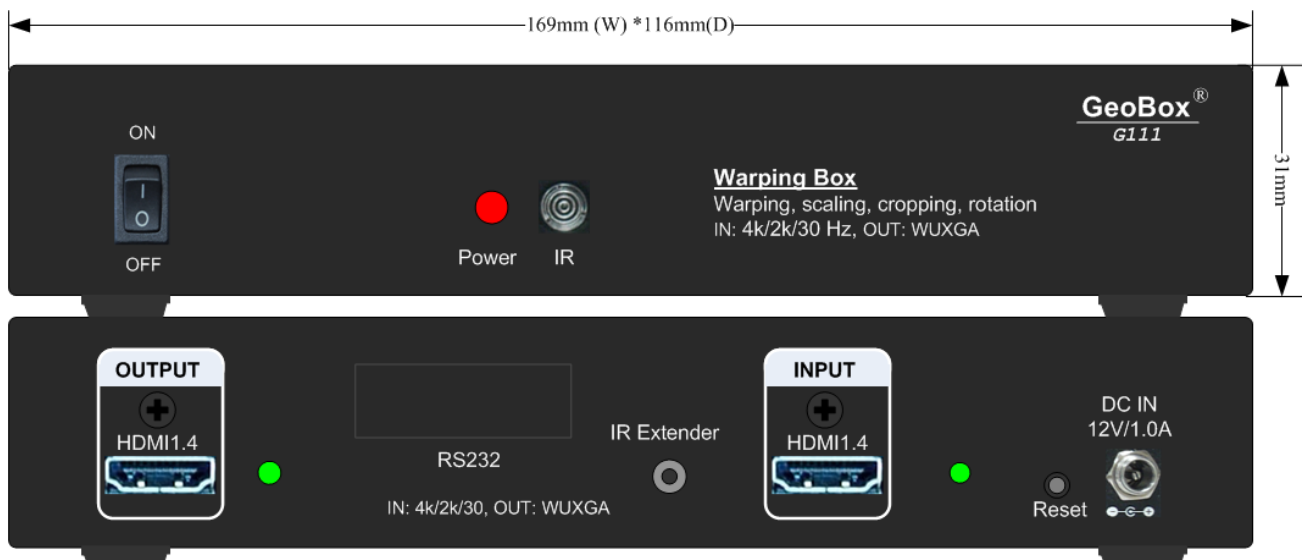 169mm (W) *116mm(D)
GeoBox®
G111
31mm
ON
OFF
Power
IR
Warping Box
Warping, scaling, cropping, rotation
IN: 4k/2k/30 Hz, OUT: WUXGA
OUTPUT
HDMI1.4
RS232
IN: 4k/2k/30, OUT: WUXGA
IR Extender
INPUT
HDMI1.4
Reset
DC IN
12V/1.0A